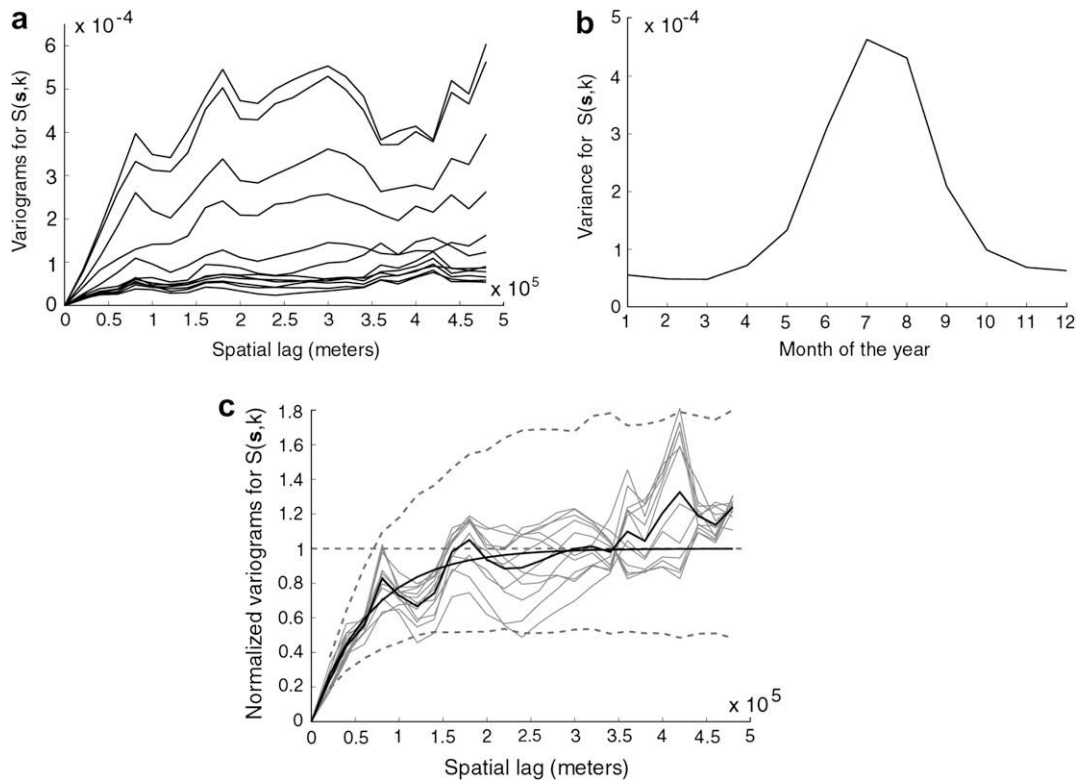 a
x 10⁻⁴
Variograms for S(s,k)
6
5
4
3
2
1
0
0 0.5 1 1.5 2 2.5 3 3.5 4 4.5 5
x 10⁵
Spatial lag (meters)
b
x 10⁻⁴
Variance for S(s,k)
5
4
3
2
1
0
1 2 3 4 5 6 7 8 9 10 11 12
Month of the year
c
Normalized variograms for S(s,k)
1.8
1.6
1.4
1.2
1
0.8
0.6
0.4
0.2
0
0 0.5 1 1.5 2 2.5 3 3.5 4 4.5 5
x 10⁵
Spatial lag (meters)